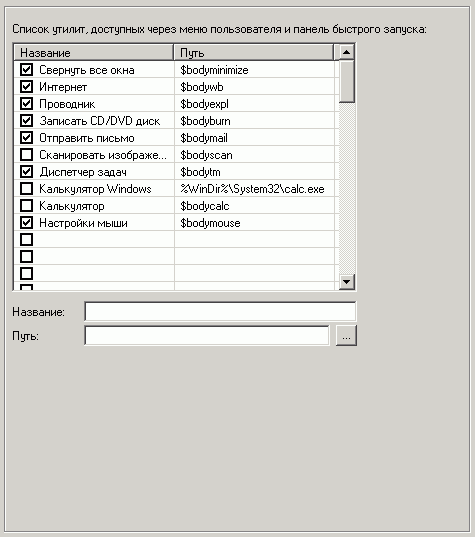 Список утилит, доступных через меню пользователя и панель быстрого запуска:
Название Путь
Свернуть все окна $bodyminimize
Интернет $bodywb
Проводник $bodyexpl
Записать CD/DVD диск $bodyburn
Отправить письмо $bodymail
Сканировать изображе... $bodyscan
Диспетчер задач $bodytm
Калькулятор Windows %WinDir%\System32\calc.exe
Калькулятор $bodycalc
Настройки мыши $bodymouse
Название:
Путь:
...